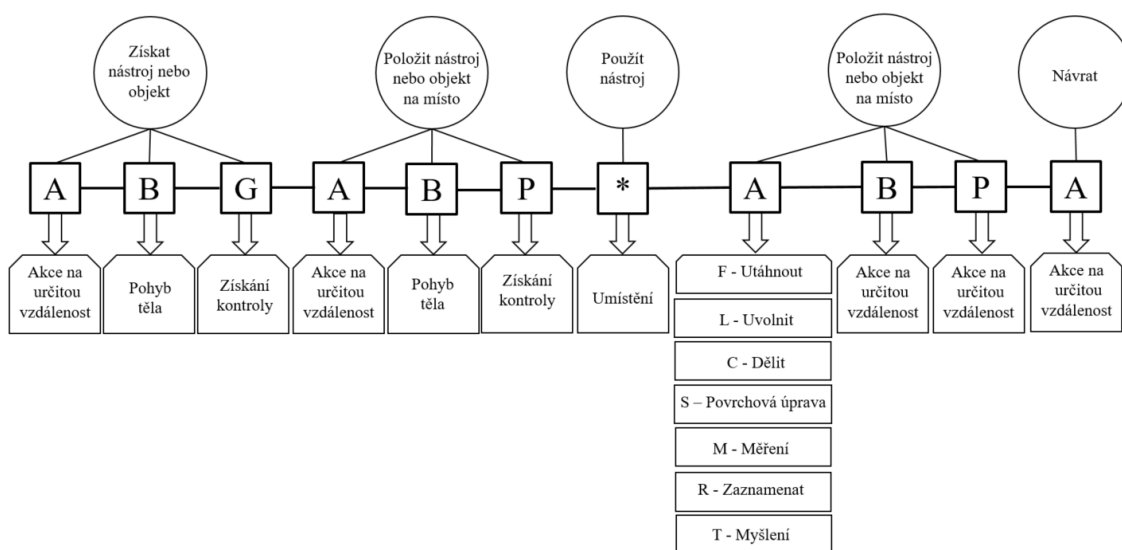 Získat
nástroj nebo
objekt
Položit nástroj
nebo objekt
na místo
Použít
nástroj
Položit nástroj
nebo objekt
na místo
Návrat
A
B
G
A
B
P
*
A
B
P
A
Akce na
určitou
vzdálenost
Pohyb
těla
Získání
kontroly
Akce na
určitou
vzdálenost
Pohyb
těla
Získání
kontroly
Umístění
F - Utáhnout
L - Uvolnit
C - Dělit
S – Povrchová úprava
M - Měření
R - Zaznamenat
T - Myšlení
Akce na
určitou
vzdálenost
Akce na
určitou
vzdálenost
Akce na
určitou
vzdálenost